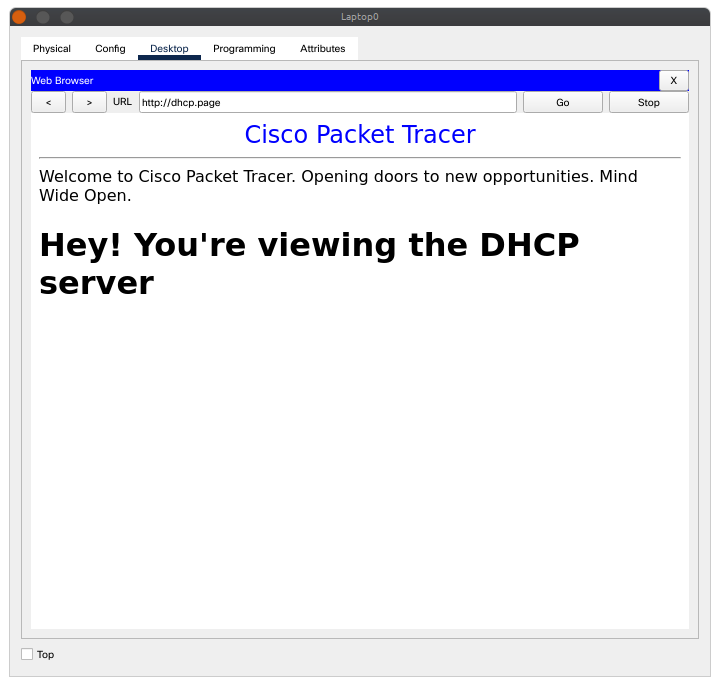 Laptop0
Physical Config Desktop Programming Attributes
Web Browser X
< > URL http://dhcp.page Go Stop
Cisco Packet Tracer
Welcome to Cisco Packet Tracer. Opening doors to new opportunities. Mind
Wide Open.
Hey! You're viewing the DHCP
server
Top